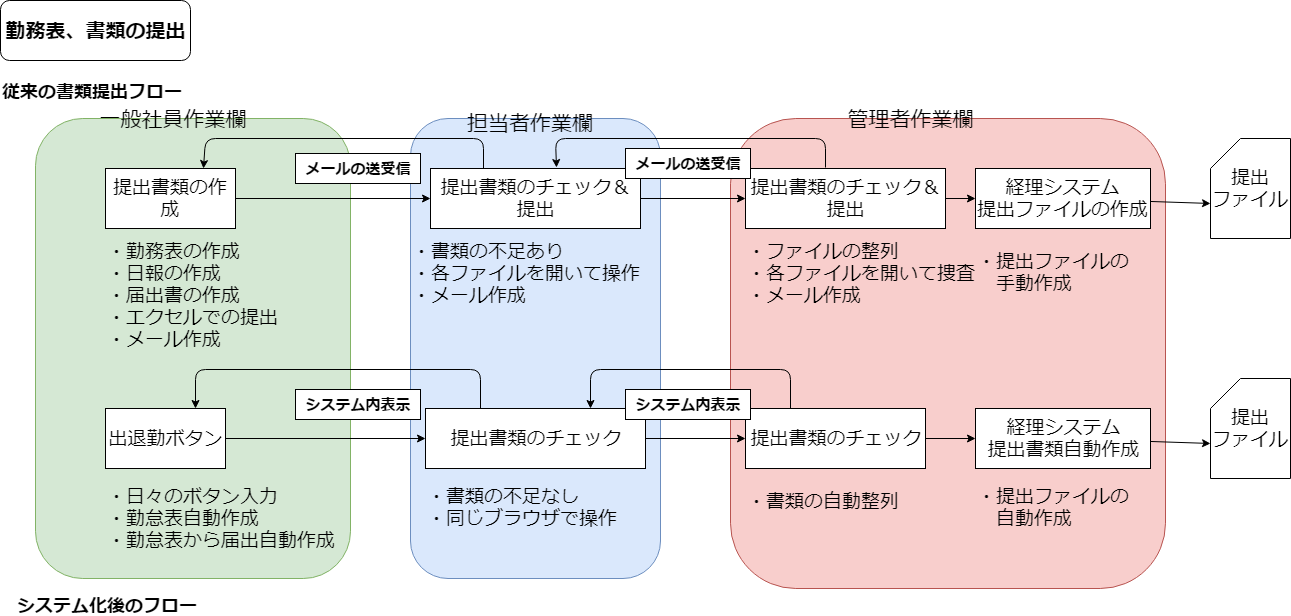 勤務表、書類の提出
従来の書類提出フロー
一般社員作業欄
担当者作業欄
管理者作業欄
メールの送受信
メールの送受信
提出書類の作
成
提出書類のチェック＆
提出
提出書類のチェック＆
提出
経理システム
提出ファイルの作成
提出
ファイル
・勤務表の作成
・日報の作成
・届出書の作成
・エクセルでの提出
・メール作成
・書類の不足あり
・各ファイルを開いて操作
・メール作成
・ファイルの整列
・各ファイルを開いて捜査
・メール作成
・提出ファイルの
手動作成
システム内表示
システム内表示
出退勤ボタン
提出書類のチェック
提出書類のチェック
経理システム
提出書類自動作成
提出
ファイル
・日々のボタン入力
・勤怠表自動作成
・勤怠表から届出自動作成
・書類の不足なし
・同じブラウザで操作
・書類の自動整列
・提出ファイルの
自動作成
システム化後のフロー